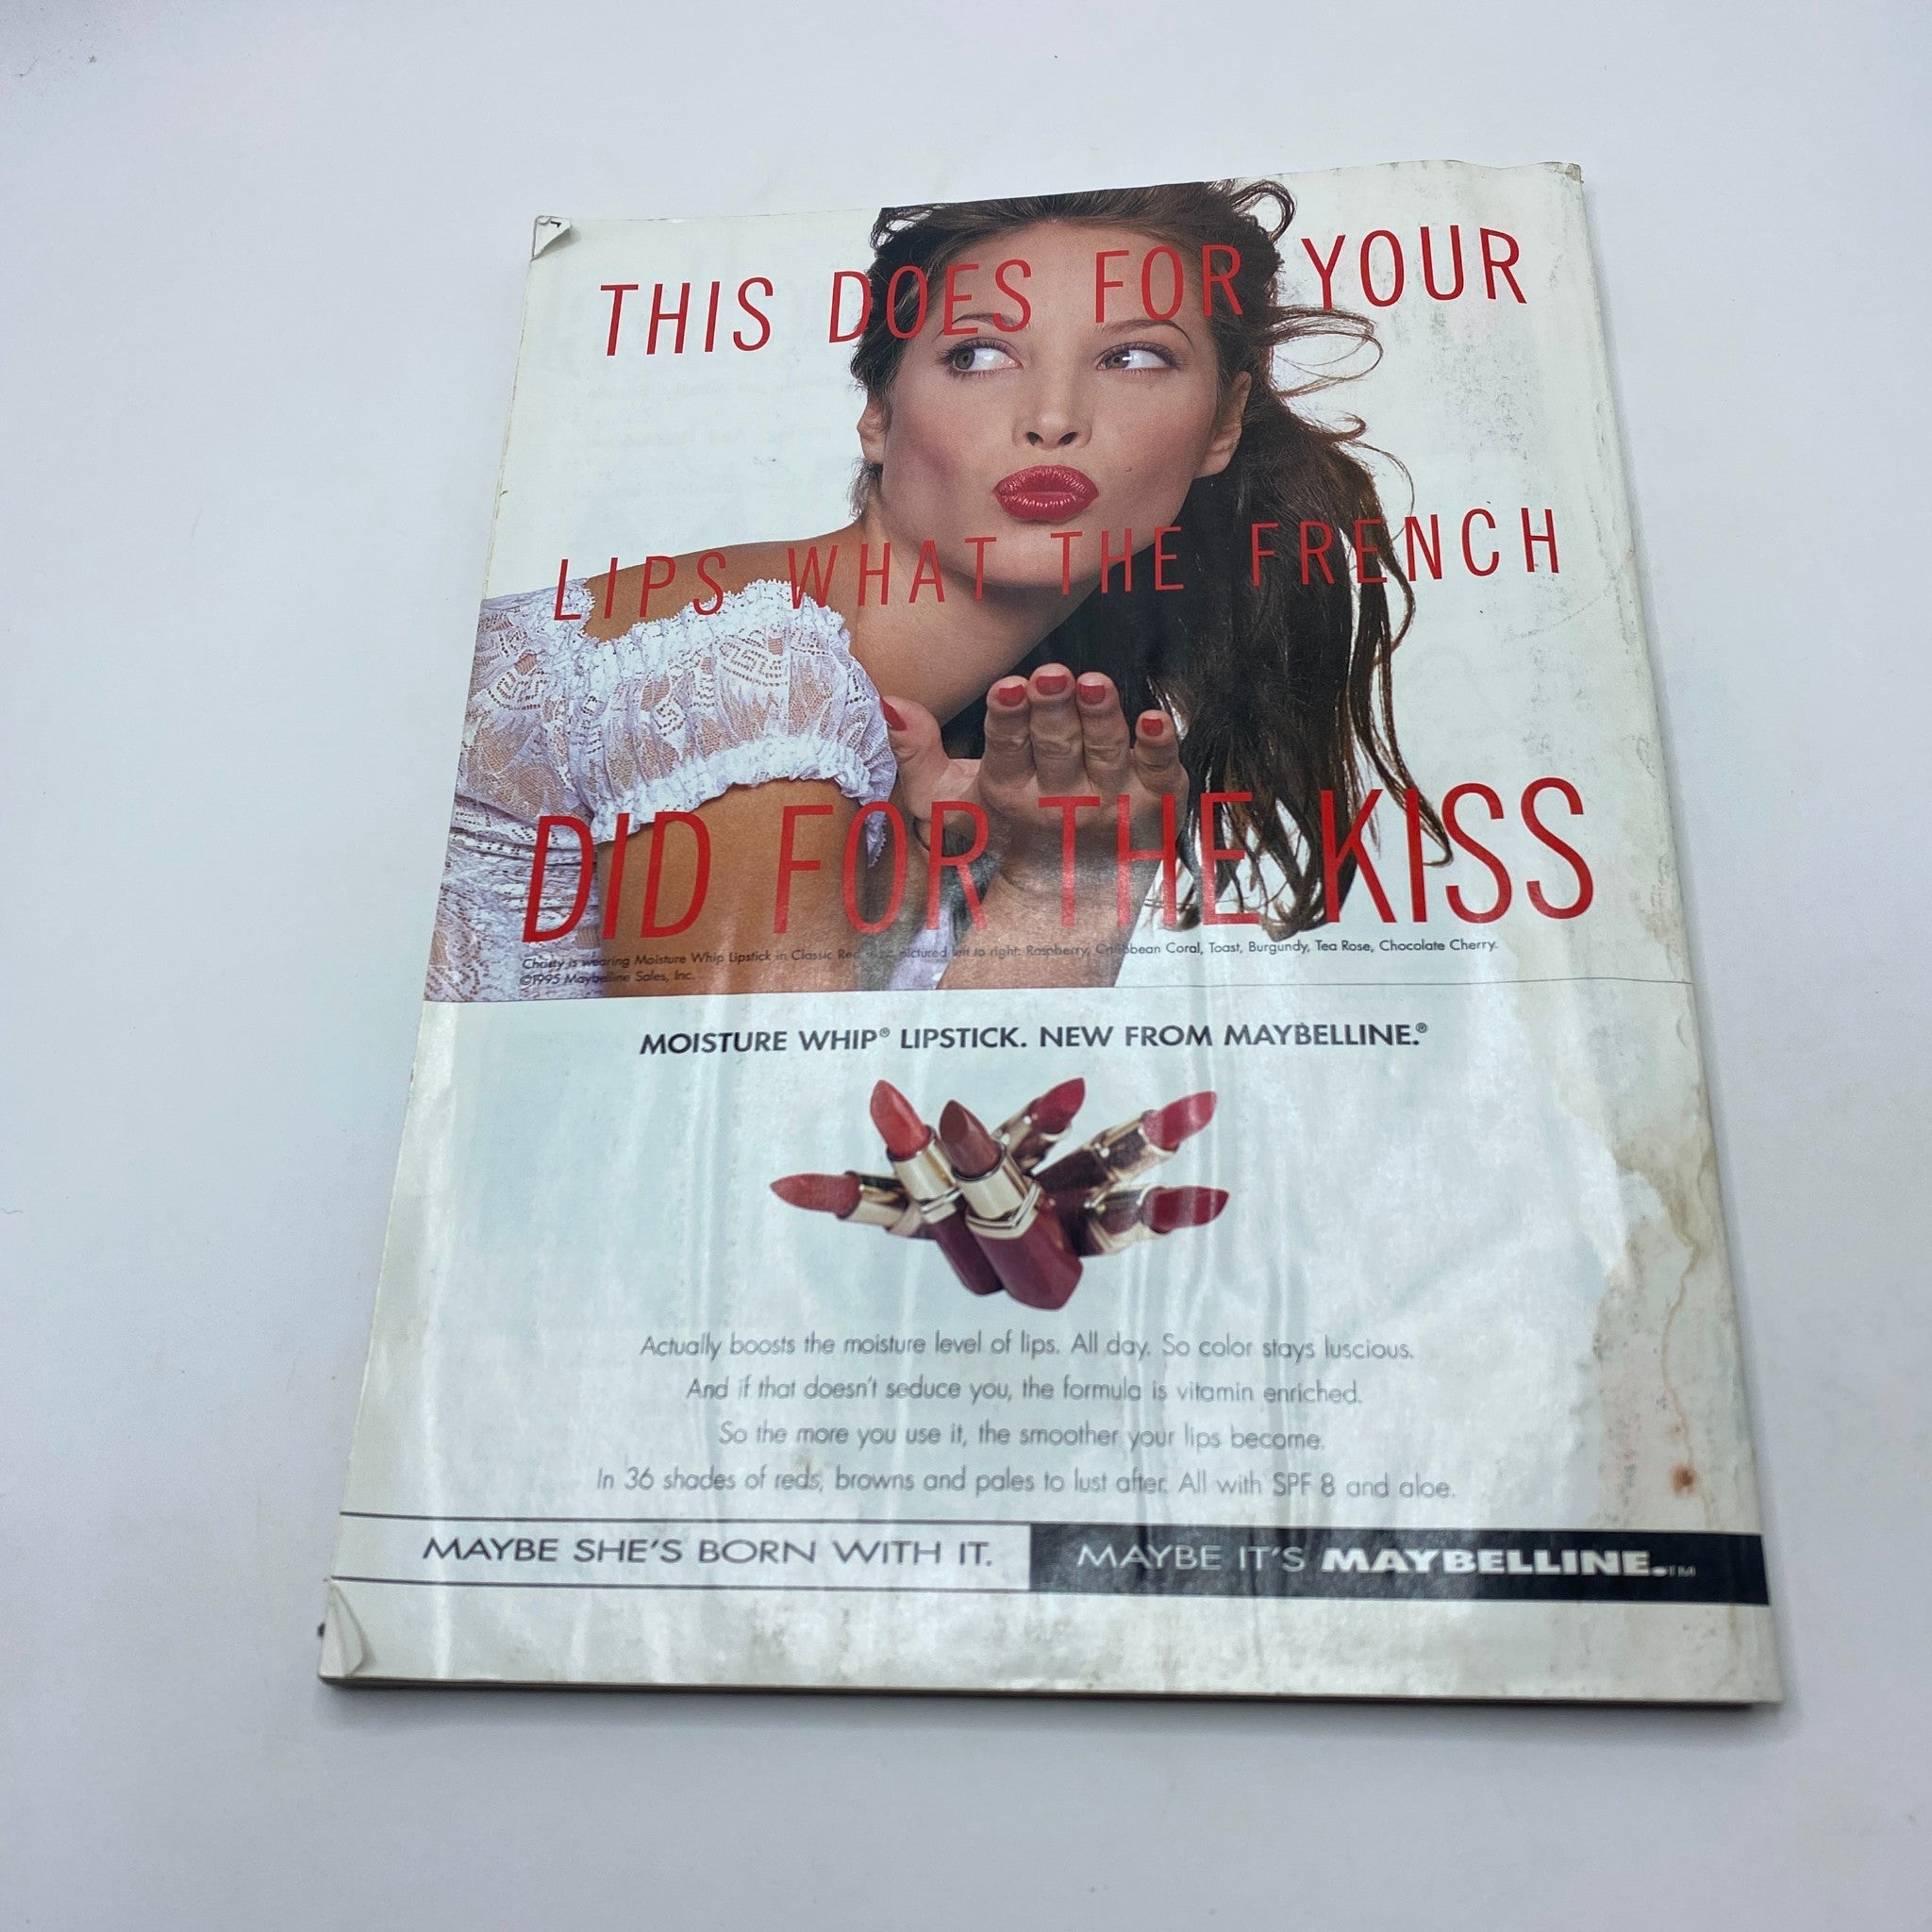 THIS DOES FOR YOUR
LIPS WHAT THE FRENCH
DID FOR THE KISS
Christy is wearing Moisture Whip Lipstick in Classic Red. pictured left to right: Raspberry, Caribbean Coral, Toast, Burgundy, Tea Rose, Chocolate Cherry.
©1995 Maybelline Sales, Inc.
MOISTURE WHIP® LIPSTICK. NEW FROM MAYBELLINE.®
Actually boosts the moisture level of lips. All day. So color stays luscious.
And if that doesn't seduce you, the formula is vitamin enriched.
So the more you use it, the smoother your lips become.
In 36 shades of reds, browns and pales to lust after. All with SPF 8 and aloe.
MAYBE SHE'S BORN WITH IT. MAYBE IT'S MAYBELLINE.™